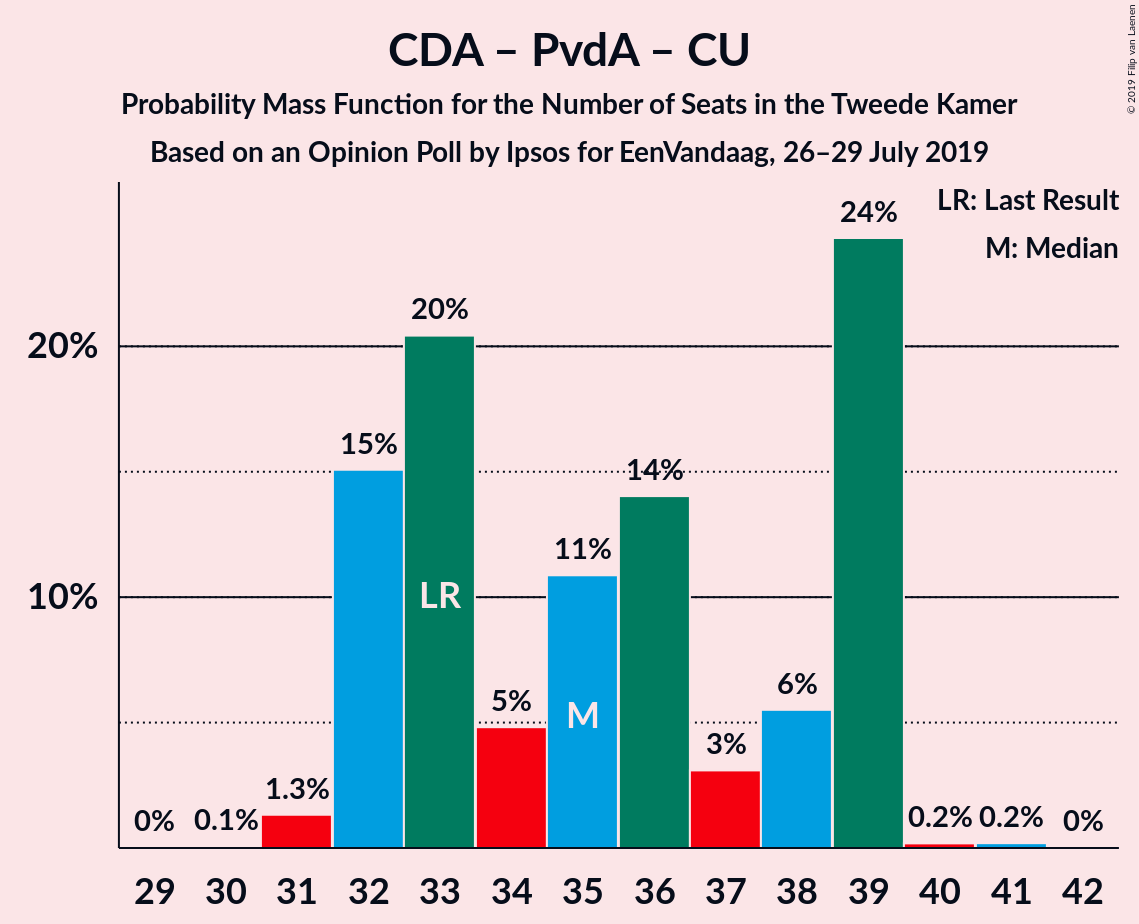 CDA – PvdA – CU
Probability Mass Function for the Number of Seats in the Tweede Kamer
Based on an Opinion Poll by Ipsos for EenVandaag, 26–29 July 2019
© 2019 Filip van Laenen
LR: Last Result
M: Median
20%
10%
0%
0.1%
1.3%
15%
20%
5%
11%
14%
3%
6%
24%
0.2%
0.2%
0%
LR
M
29 30 31 32 33 34 35 36 37 38 39 40 41 42